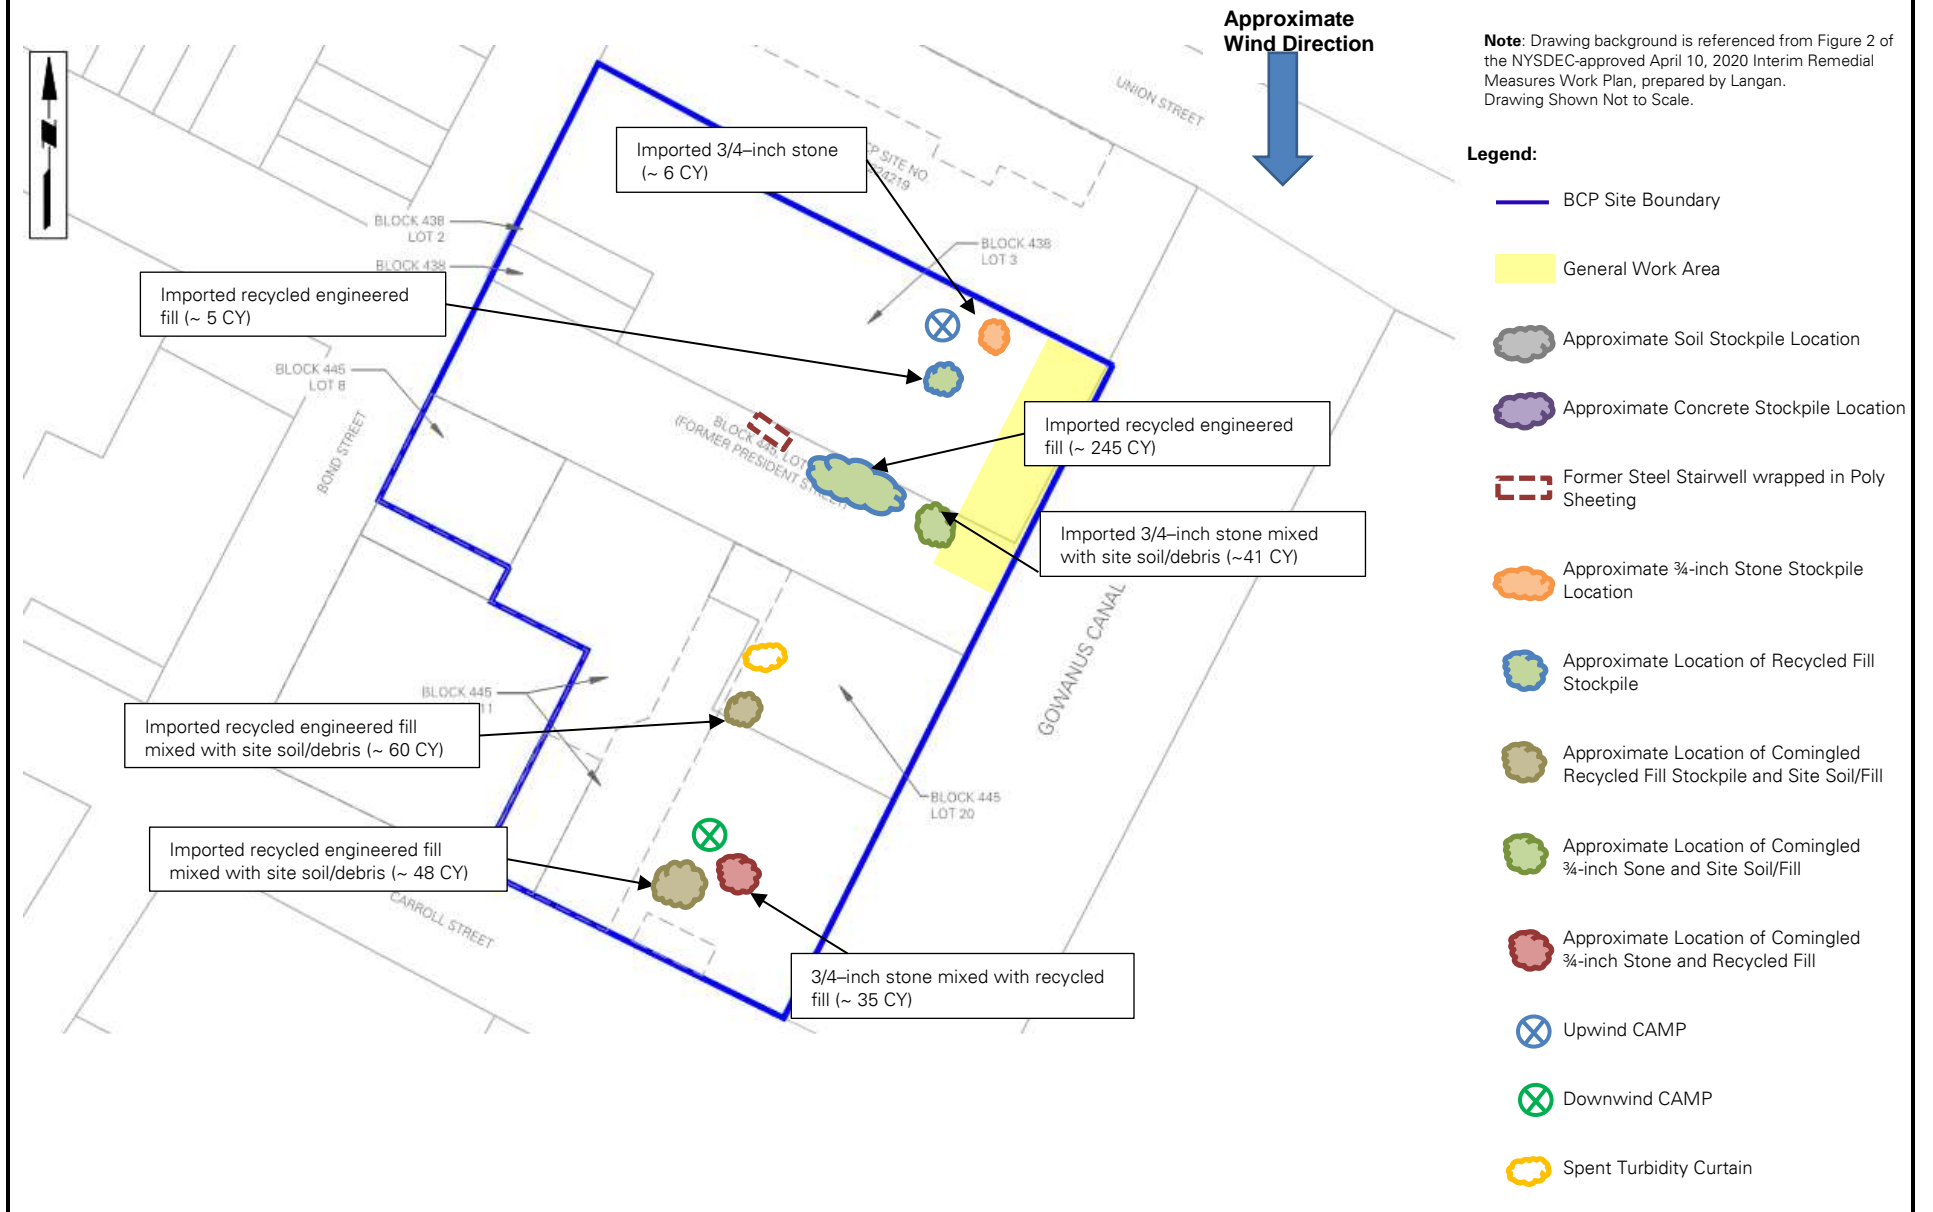 Approximate
Wind Direction
Note: Drawing background is referenced from Figure 2 of
the NYSDEC-approved April 10, 2020 Interim Remedial
Measures Work Plan, prepared by Langan.
Drawing Shown Not to Scale.
Legend:
BCP Site Boundary
General Work Area
Approximate Soil Stockpile Location
Approximate Concrete Stockpile Location
Former Steel Stairwell wrapped in Poly
Sheeting
Approximate ¾-inch Stone Stockpile
Location
Approximate Location of Recycled Fill
Stockpile
Approximate Location of Comingled
Recycled Fill Stockpile and Site Soil/Fill
Approximate Location of Comingled
¾-inch Sone and Site Soil/Fill
Approximate Location of Comingled
¾-inch Stone and Recycled Fill
Upwind CAMP
Downwind CAMP
Spent Turbidity Curtain
UNION STREET
Imported 3/4–inch stone
(~ 6 CY)
CP SITE NO.
224219
BLOCK 438
LOT 2
BLOCK 438
BLOCK 438
LOT 3
Imported recycled engineered
fill (~ 5 CY)
BLOCK 445
LOT 8
BOND STREET
BLOCK 445, LOT
(FORMER PRESIDENT STREET)
Imported recycled engineered
fill (~ 245 CY)
Imported 3/4–inch stone mixed
with site soil/debris (~41 CY)
GOWANUS CANAL
BLOCK 445
11
Imported recycled engineered fill
mixed with site soil/debris (~ 60 CY)
BLOCK 445
LOT 20
Imported recycled engineered fill
mixed with site soil/debris (~ 48 CY)
CARROLL STREET
3/4–inch stone mixed with recycled
fill (~ 35 CY)